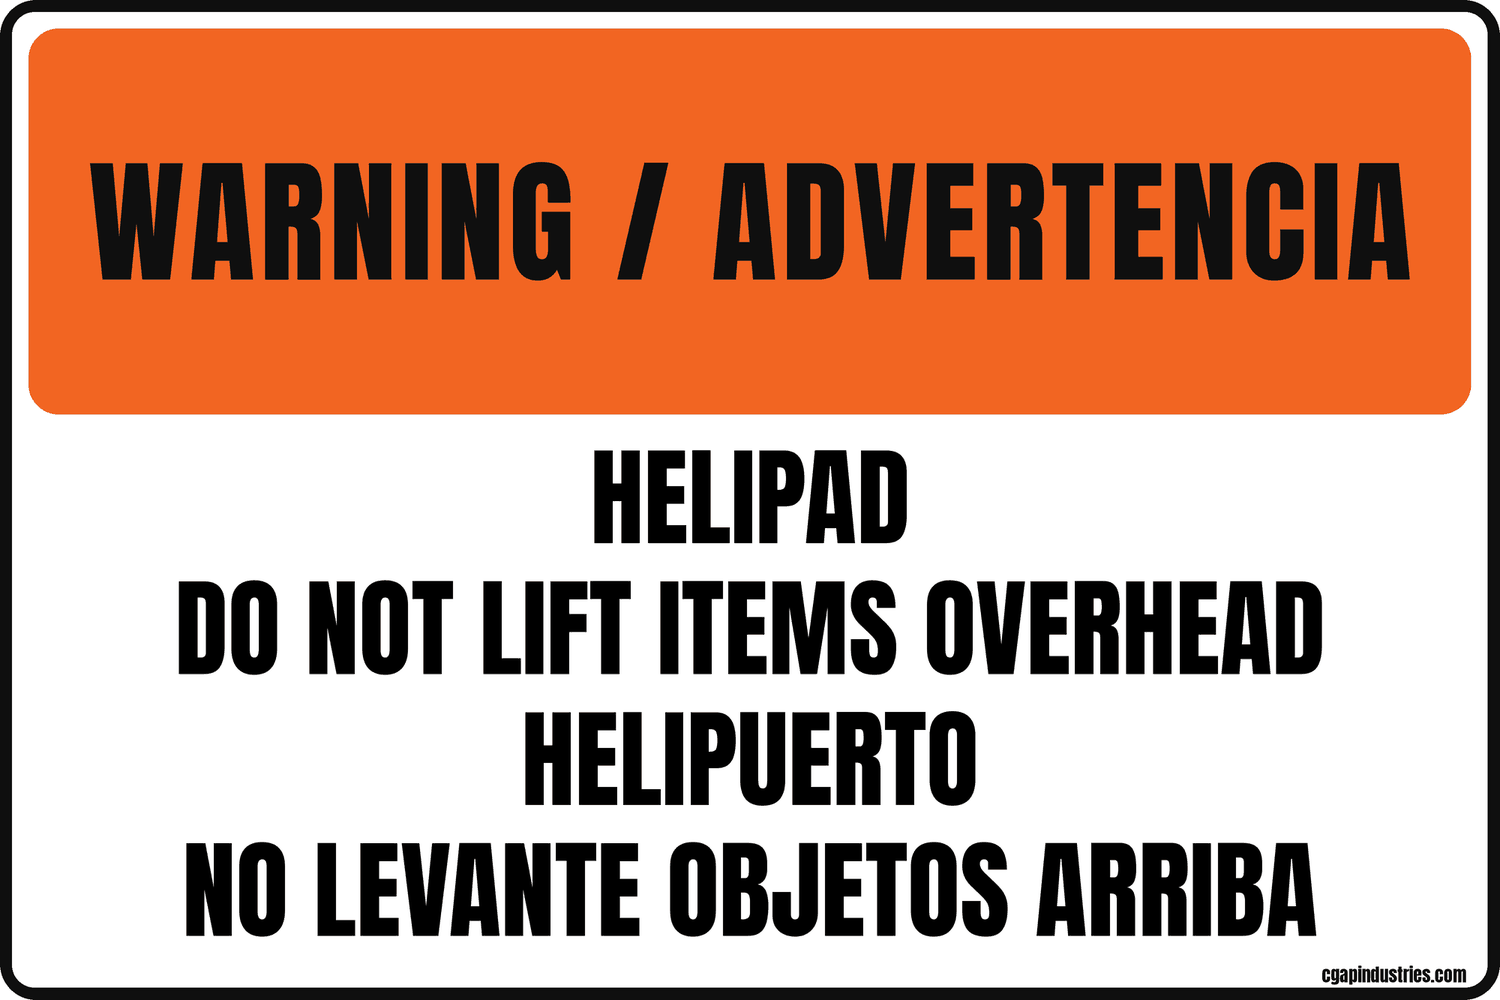 WARNING / ADVERTENCIA
HELIPAD
DO NOT LIFT ITEMS OVERHEAD
HELIPUERTO
NO LEVANTE OBJETOS ARRIBA
cgapindustries.com